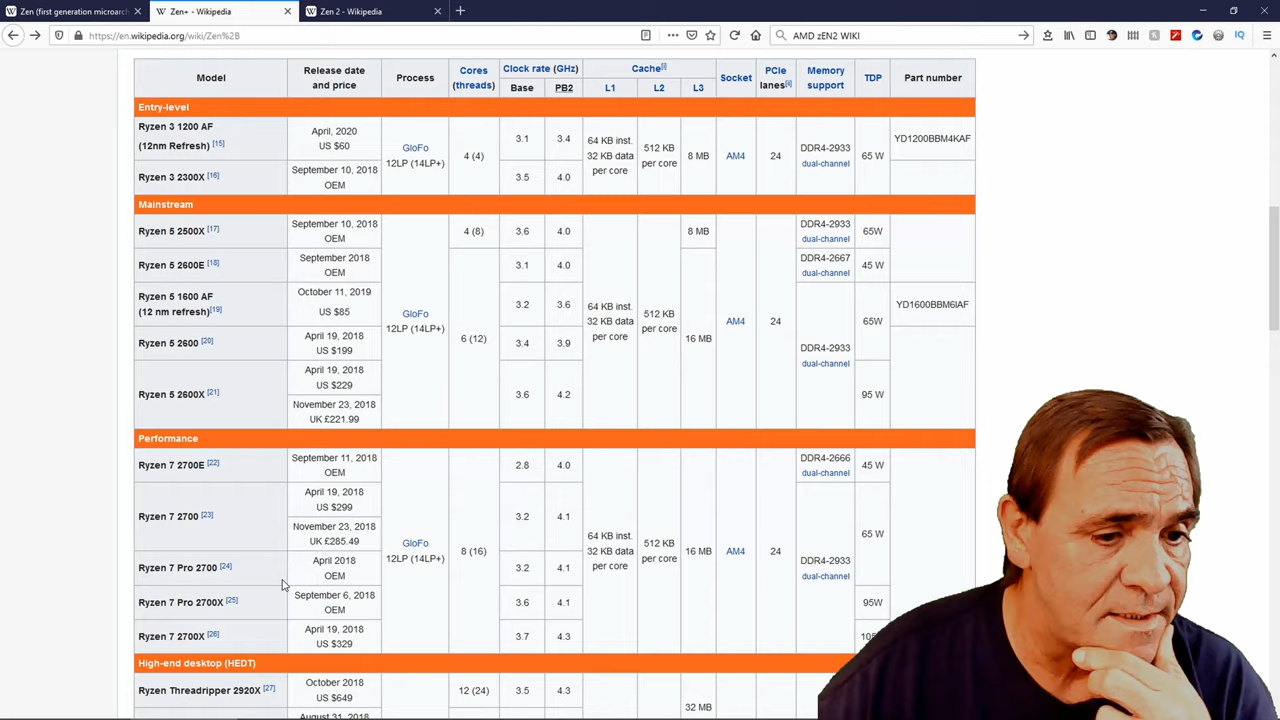 Zen (first generation microarch
Zen+ - Wikipedia
Zen 2 - Wikipedia
https://en.wikipedia.org/wiki/Zen%2B
AMD zEN2 WIKI
Model
Release date and price
Process
Cores (threads)
Clock rate (GHz)
Base
PB2
Cache[i]
L1
L2
L3
Socket
PCIe lanes[ii]
Memory support
TDP
Part number
Entry-level
Ryzen 3 1200 AF
(12nm Refresh) [15]
April, 2020
US $60
GloFo
12LP (14LP+)
4 (4)
3.1
3.4
64 KB inst.
32 KB data
per core
512 KB
per core
8 MB
AM4
24
DDR4-2933
dual-channel
65 W
YD1200BBM4KAF
Ryzen 3 2300X [16]
September 10, 2018
OEM
3.5
4.0
Mainstream
Ryzen 5 2500X [17]
September 10, 2018
OEM
GloFo
12LP (14LP+)
4 (8)
3.6
4.0
64 KB inst.
32 KB data
per core
512 KB
per core
8 MB
AM4
24
DDR4-2933
dual-channel
65W
Ryzen 5 2600E [18]
September 2018
OEM
6 (12)
3.1
4.0
16 MB
DDR4-2667
dual-channel
45 W
Ryzen 5 1600 AF
(12 nm refresh)[19]
October 11, 2019
US $85
3.2
3.6
DDR4-2933
dual-channel
65W
YD1600BBM6IAF
Ryzen 5 2600 [20]
April 19, 2018
US $199
3.4
3.9
Ryzen 5 2600X [21]
April 19, 2018
US $229
November 23, 2018
UK £221.99
3.6
4.2
95 W
Performance
Ryzen 7 2700E [22]
September 11, 2018
OEM
GloFo
12LP (14LP+)
8 (16)
2.8
4.0
64 KB inst.
32 KB data
per core
512 KB
per core
16 MB
AM4
24
DDR4-2666
dual-channel
45 W
Ryzen 7 2700 [23]
April 19, 2018
US $299
November 23, 2018
UK £285.49
3.2
4.1
DDR4-2933
dual-channel
65 W
Ryzen 7 Pro 2700 [24]
April 2018
OEM
3.2
4.1
Ryzen 7 Pro 2700X [25]
September 6, 2018
OEM
3.6
4.1
95W
Ryzen 7 2700X [26]
April 19, 2018
US $329
3.7
4.3
High-end desktop (HEDT)
Ryzen Threadripper 2920X [27]
October 2018
US $649
12 (24)
3.5
4.3
32 MB
August 31, 2018